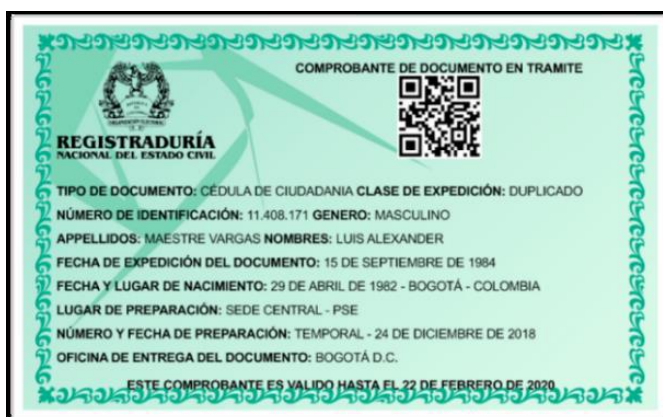 COMPROBANTE DE DOCUMENTO EN TRAMITE
REGISTRADURÍA
NACIONAL DEL ESTADO CIVIL
TIPO DE DOCUMENTO: CÉDULA DE CIUDADANIA CLASE DE EXPEDICIÓN: DUPLICADO
NÚMERO DE IDENTIFICACIÓN: 11.408.171 GENERO: MASCULINO
APPELLIDOS: MAESTRE VARGAS NOMBRES: LUIS ALEXANDER
FECHA DE EXPEDICIÓN DEL DOCUMENTO: 15 DE SEPTIEMBRE DE 1984
FECHA Y LUGAR DE NACIMIENTO: 29 DE ABRIL DE 1982 - BOGOTÁ - COLOMBIA
LUGAR DE PREPARACIÓN: SEDE CENTRAL - PSE
NÚMERO Y FECHA DE PREPARACIÓN: TEMPORAL - 24 DE DICIEMBRE DE 2018
OFICINA DE ENTREGA DEL DOCUMENTO: BOGOTÁ D.C.
ESTE COMPROBANTE ES VALIDO HASTA EL 22 DE FEBRERO DE 2020